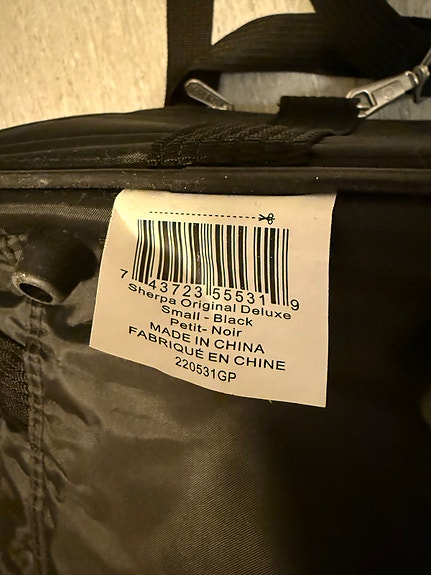 7 43723 55531 9
Sherpa Original Deluxe
Small - Black
Petit- Noir
MADE IN CHINA
FABRIQUÉ EN CHINE
220531GP